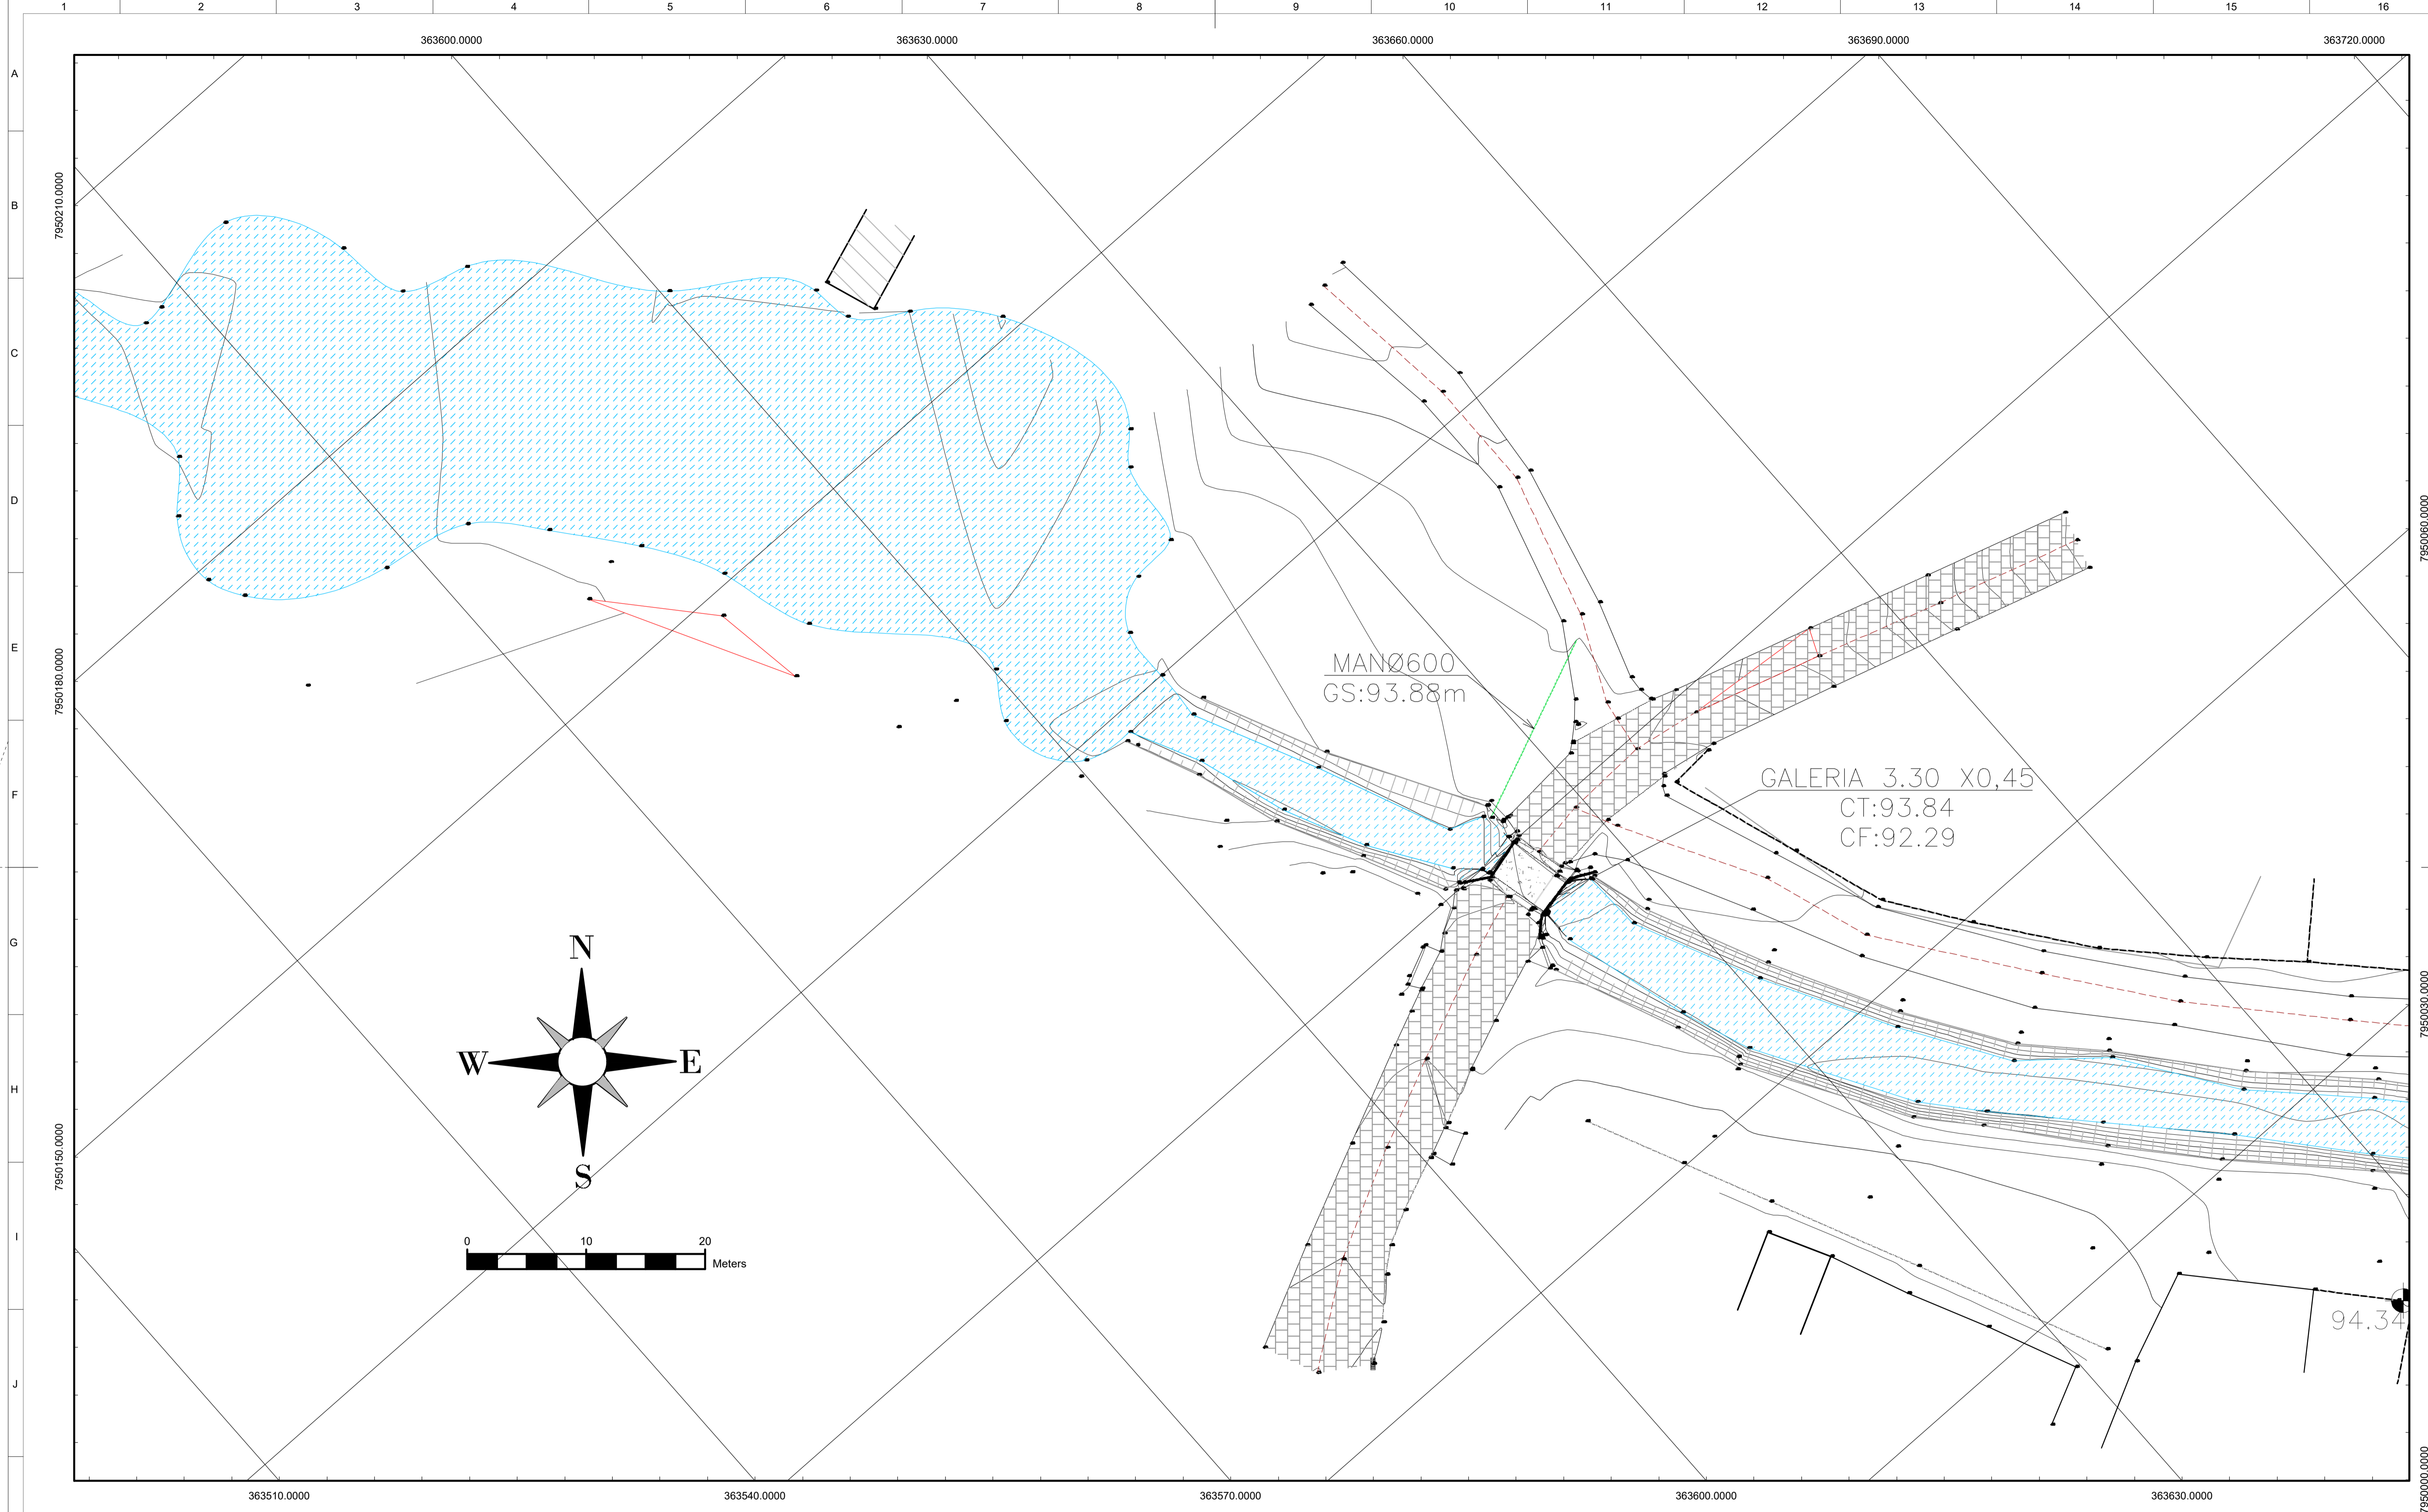 1 2 3 4 5 6 7 8 9 10 11 12 13 14 15 16
363600.0000 363630.0000 363660.0000 363690.0000 363720.0000
A
B
C
D
E
F
G
H
I
J
7950210.0000
7950180.0000
7950150.0000
MANØ600
GS:93.88m
GALERIA 3.30 X0,45
CT:93.84
CF:92.29
N
W E
S
0 10 20
Meters
94.34
7950060.0000
7950030.0000
7950000.0000
363510.0000 363540.0000 363570.0000 363600.0000 363630.0000